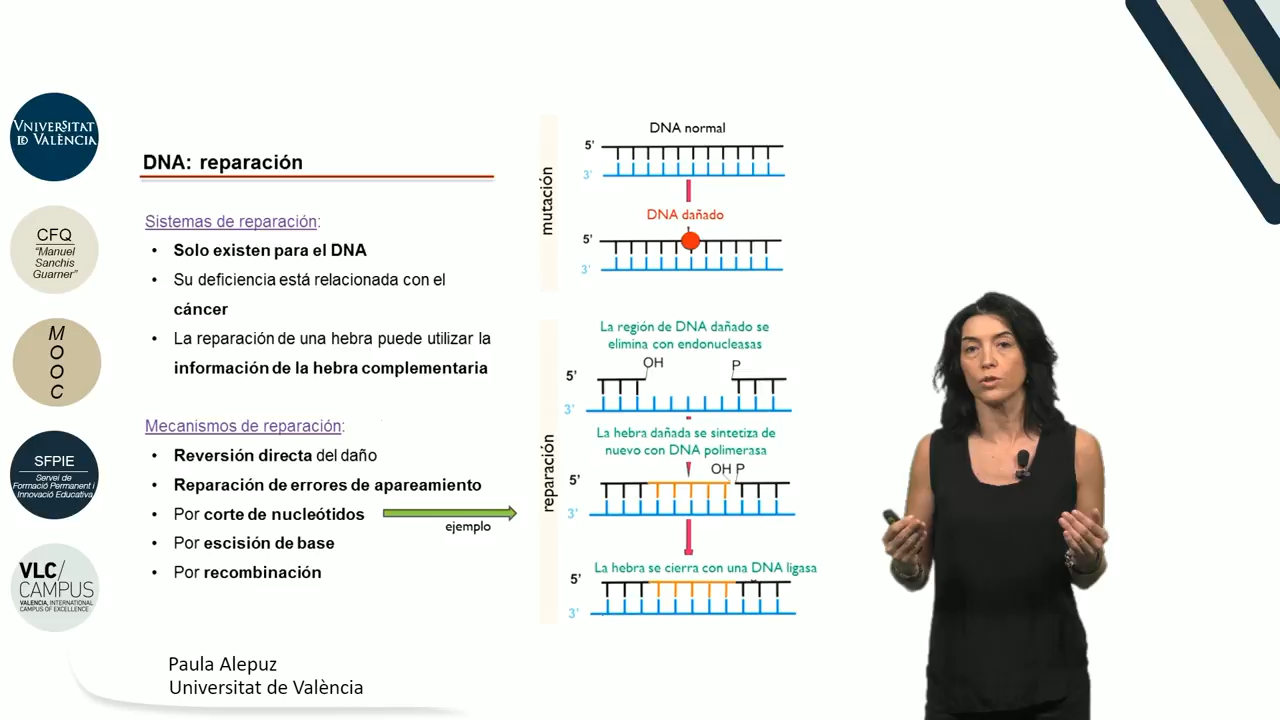 VNIVERSITAT
ID VALÈNCIA
CFQ
"Manuel
Sanchis
Guarner"
M
O
O
C
SFPIE
Servei de
Formació Permanent i
Innovació Educativa
VLC/
CAMPUS
VALENCIA, INTERNATIONAL
CAMPUS OF EXCELLENCE
DNA: reparación
Sistemas de reparación:
• Solo existen para el DNA
• Su deficiencia está relacionada con el
cáncer
• La reparación de una hebra puede utilizar la
información de la hebra complementaria
Mecanismos de reparación:
• Reversión directa del daño
• Reparación de errores de apareamiento
• Por corte de nucleótidos
ejemplo
• Por escisión de base
• Por recombinación
Paula Alepuz
Universitat de València
mutación
DNA normal
5'
3'
DNA dañado
5'
3'
reparación
La región de DNA dañado se
elimina con endonucleasas
OH P
5'
3'
La hebra dañada se sintetiza de
nuevo con DNA polimerasa
OH P
5'
3'
La hebra se cierra con una DNA ligasa
5'
3'